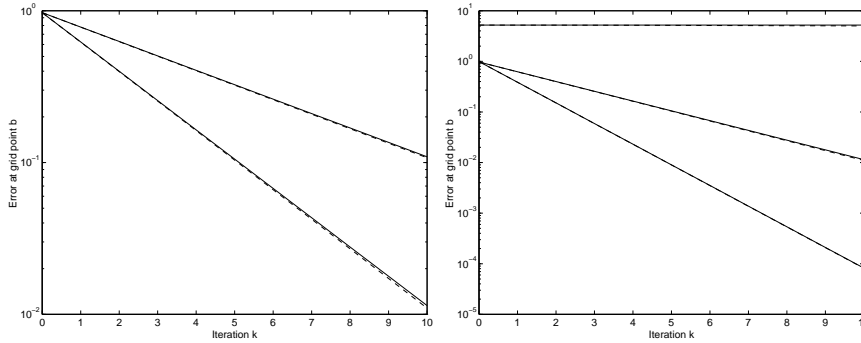 10^0
10^-1
10^-2
Error at grid point b
0 1 2 3 4 5 6 7 8 9 10
Iteration k
10^1
10^0
10^-1
10^-2
10^-3
10^-4
10^-5
Error at grid point b
0 1 2 3 4 5 6 7 8 9 10
Iteration k